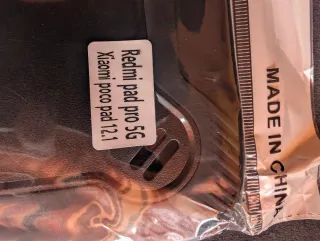 Redmi pad pro 5G
Xiaomi poco pad 12.1
MADE IN CHINA